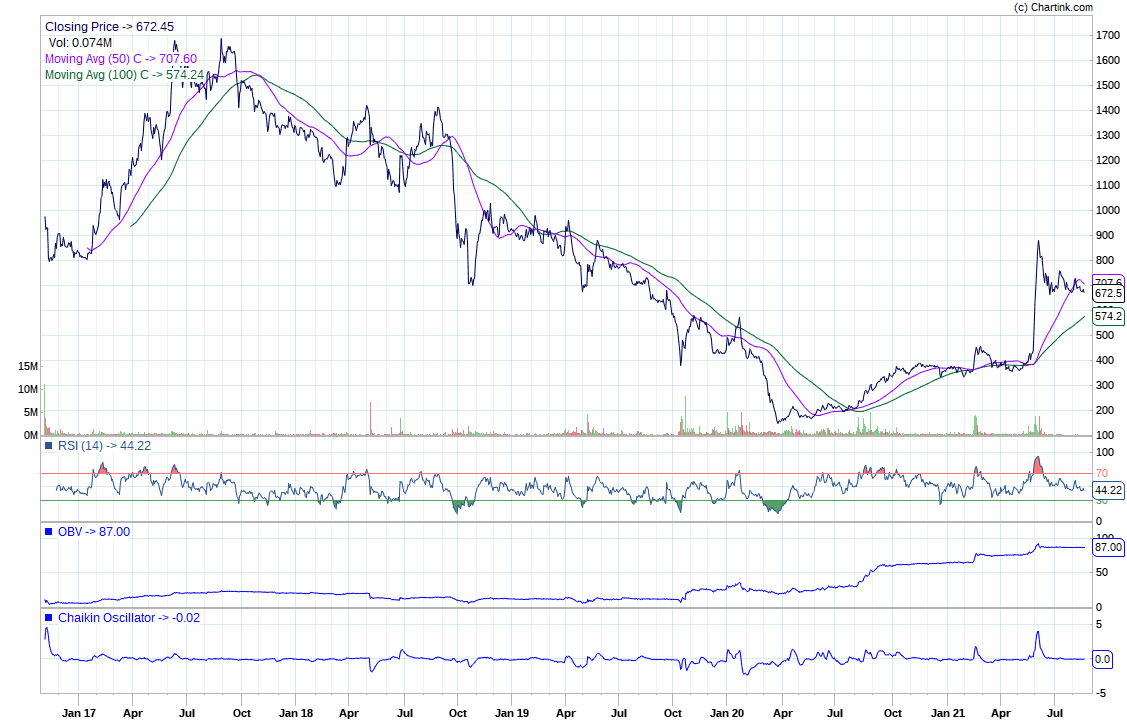 (c) Chartink.com
Closing Price -> 672.45
Vol: 0.074M
Moving Avg (50) C -> 707.60
Moving Avg (100) C -> 574.24
1700
1600
1500
1400
1300
1200
1100
1000
900
800
707.6
672.5
574.2
500
400
300
200
100
15M
10M
5M
0M
RSI (14) -> 44.22
100
70
44.22
30
0
OBV -> 87.00
100
87.00
50
0
Chaikin Oscillator -> -0.02
5
0.0
-5
Jan 17 Apr Jul Oct Jan 18 Apr Jul Oct Jan 19 Apr Jul Oct Jan 20 Apr Jul Oct Jan 21 Apr Jul